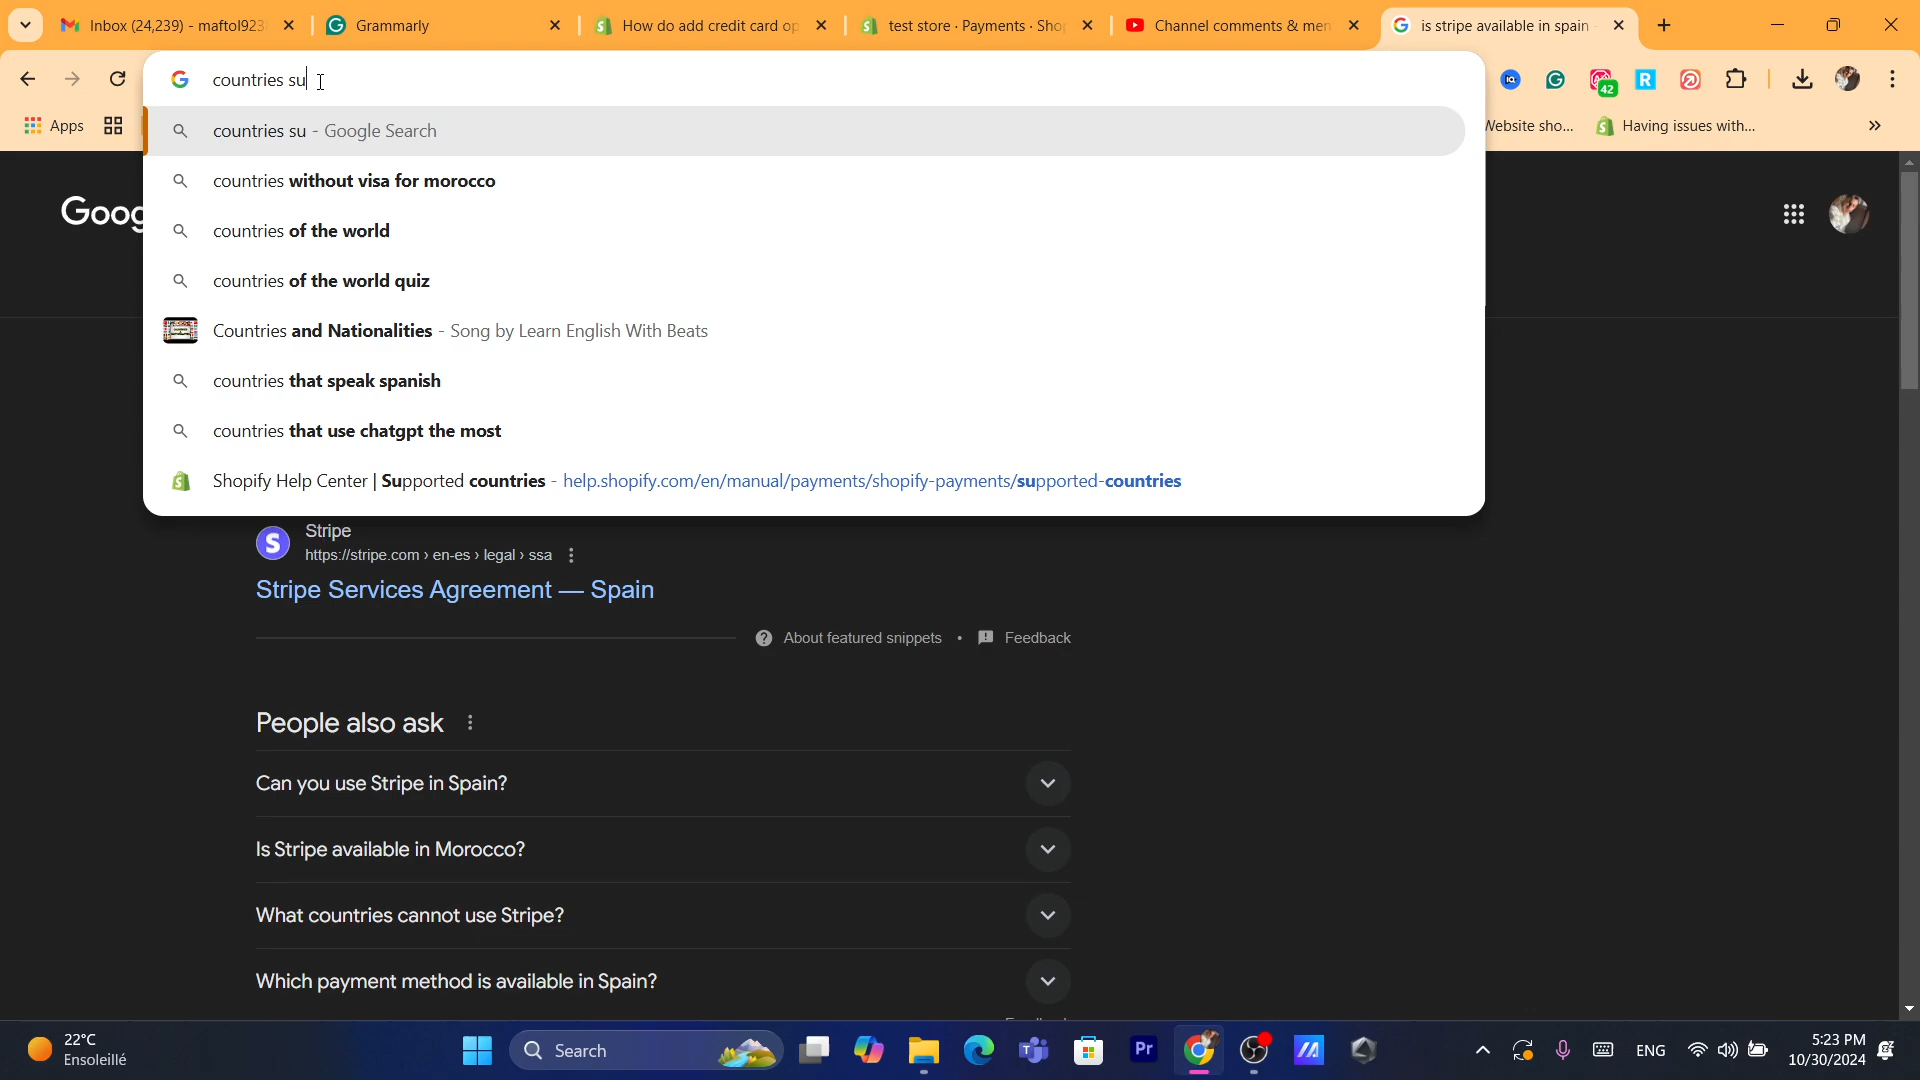 Inbox (24,239) - maftol923
Grammarly
How do add credit card op
test store · Payments · Sho
Channel comments & men
is stripe available in spain
countries su
Apps
Website sho...
Having issues with...
42
countries su - Google Search
countries without visa for morocco
countries of the world
countries of the world quiz
Countries and Nationalities - Song by Learn English With Beats
countries that speak spanish
countries that use chatgpt the most
Shopify Help Center | Supported countries - help.shopify.com/en/manual/payments/shopify-payments/supported-countries
Goog
Stripe
https://stripe.com › en-es › legal › ssa
Stripe Services Agreement — Spain
About featured snippets • Feedback
People also ask
Can you use Stripe in Spain?
Is Stripe available in Morocco?
What countries cannot use Stripe?
Which payment method is available in Spain?
22°C
Ensoleillé
Search
Pr
ENG
5:23 PM
10/30/2024